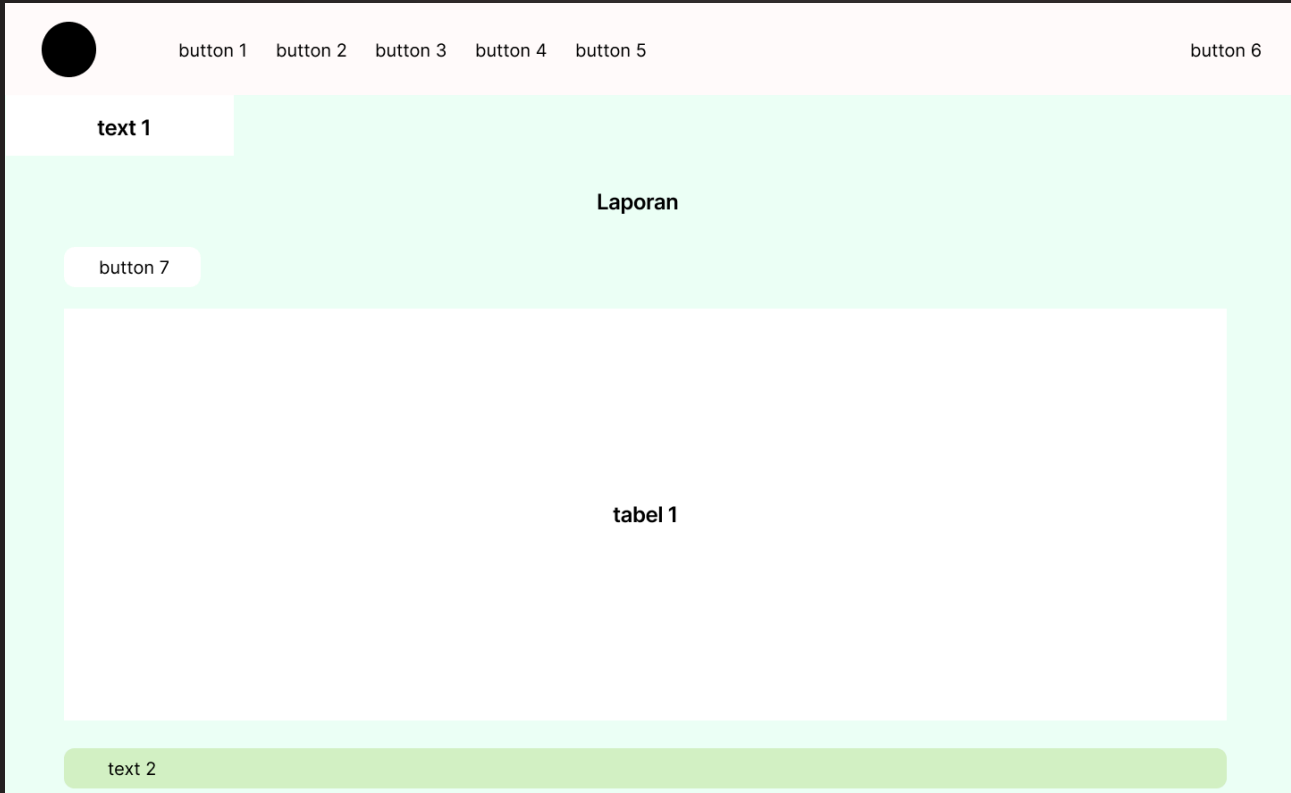 button 1 button 2 button 3 button 4 button 5 button 6
text 1
Laporan
button 7
tabel 1
text 2